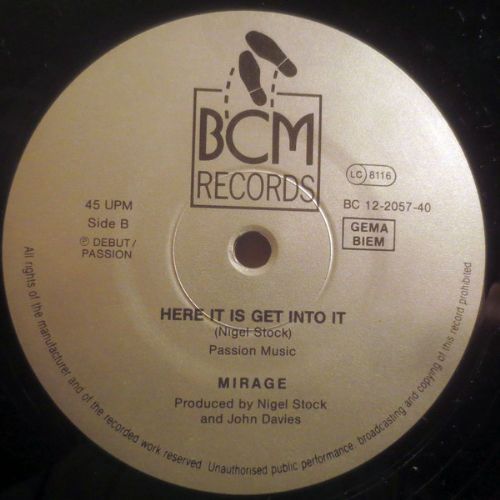 BCM
RECORDS
LC 8116
45 UPM
Side B
BC 12-2057-40
GEMA
BIEM
℗ DEBUT/
PASSION
HERE IT IS GET INTO IT
(Nigel Stock)
Passion Music
MIRAGE
Produced by Nigel Stock
and John Davies
All rights of the manufacturer and of the recorded work reserved. Unauthorised public performance, broadcasting and copying of this record prohibited